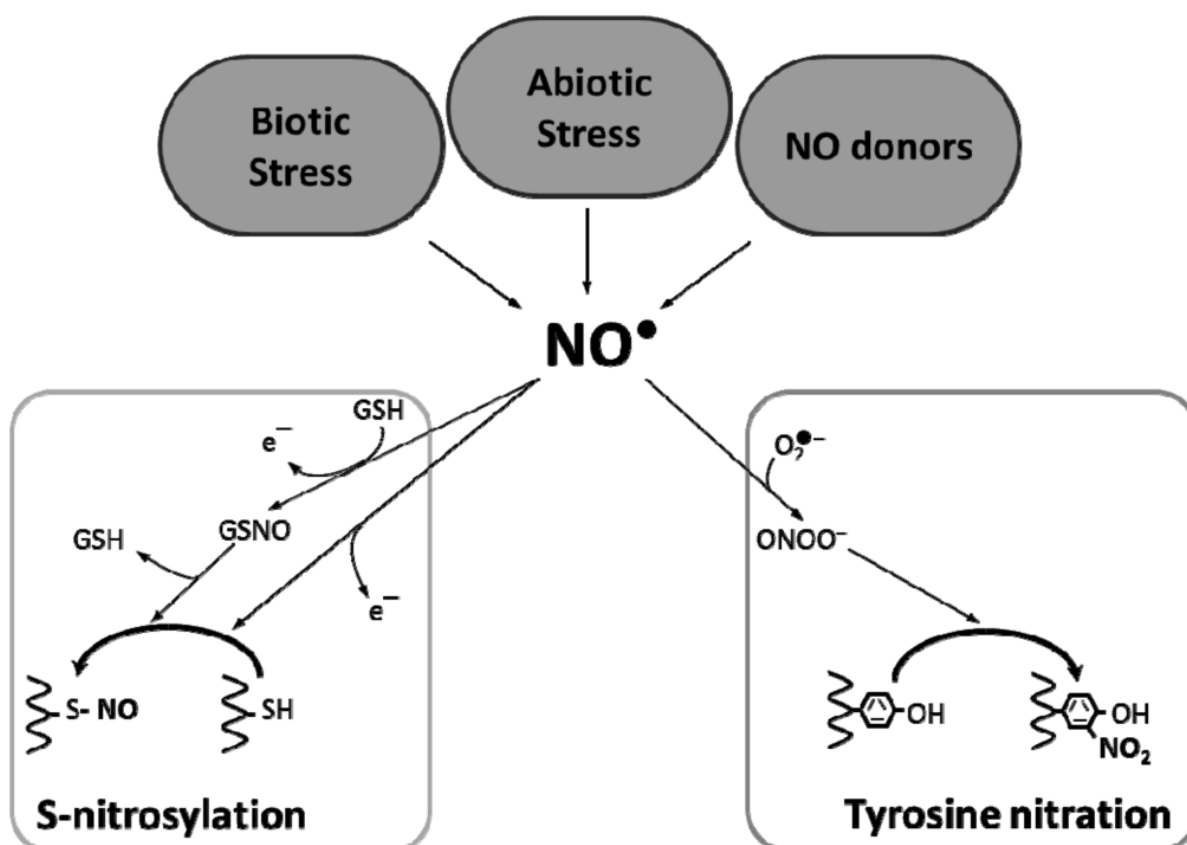 Biotic
Stress
Abiotic
Stress
NO donors
NO•
GSH
e⁻
GSH
GSNO
e⁻
S- NO
SH
S-nitrosylation
O₂•⁻
ONOO⁻
OH
OH
NO₂
Tyrosine nitration